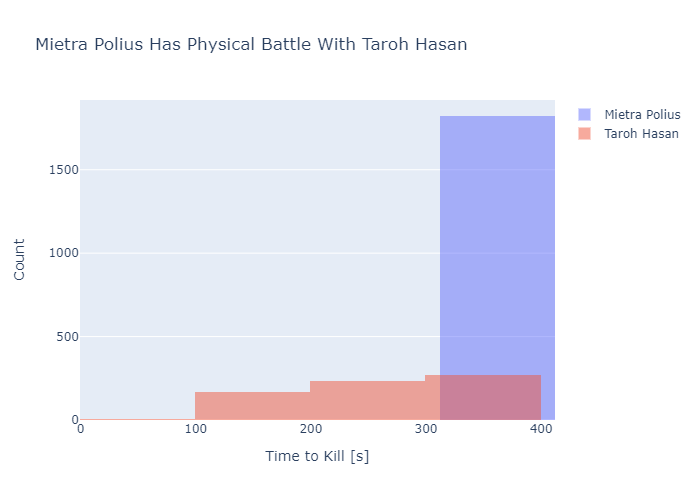 Mietra Polius Has Physical Battle With Taroh Hasan
Mietra Polius
Taroh Hasan
1500
1000
500
0
Count
0 100 200 300 400
Time to Kill [s]